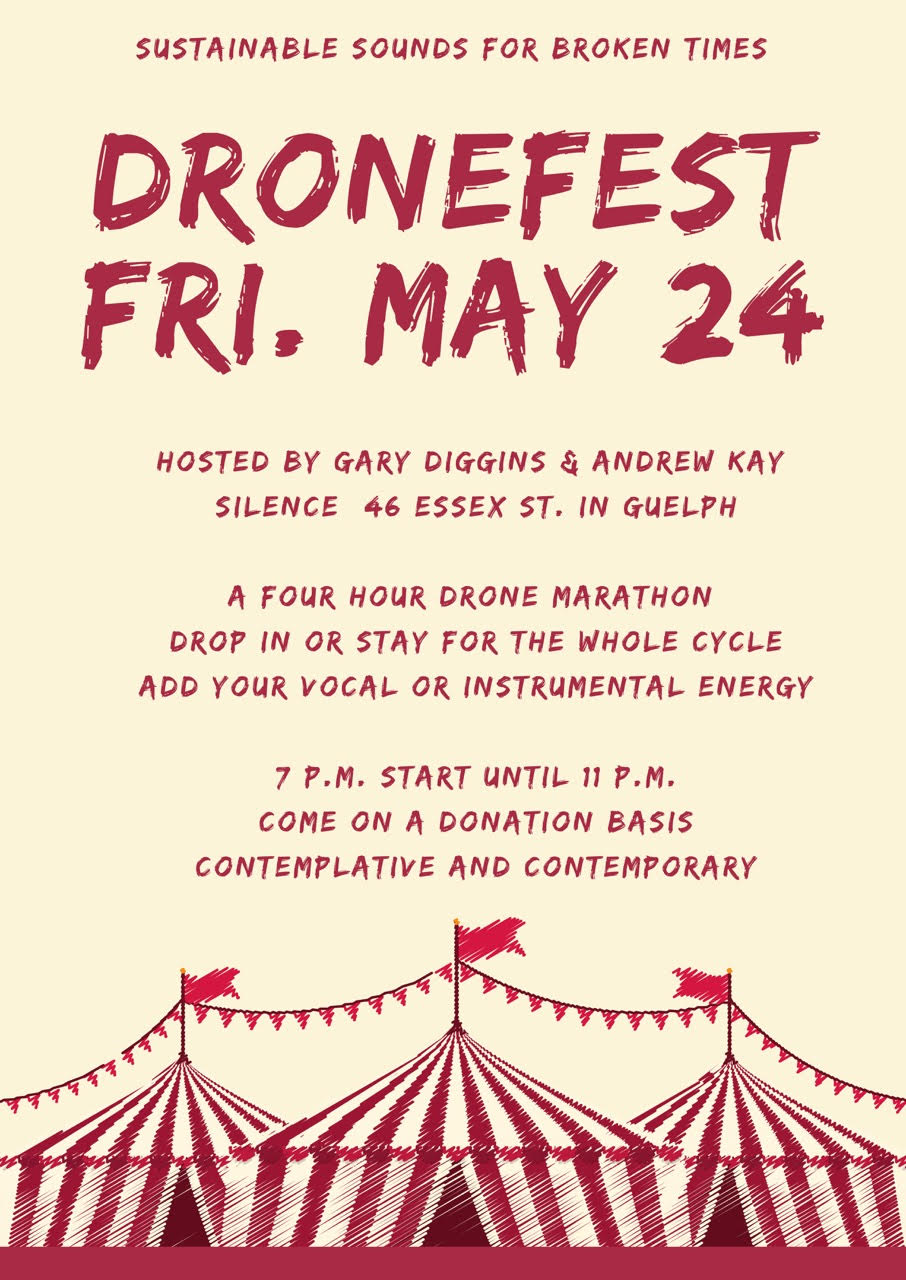 SUSTAINABLE SOUNDS FOR BROKEN TIMES
DRONEFEST
FRI. MAY 24
HOSTED BY GARY DIGGINS & ANDREW KAY
SILENCE 46 ESSEX ST. IN GUELPH
A FOUR HOUR DRONE MARATHON
DROP IN OR STAY FOR THE WHOLE CYCLE
ADD YOUR VOCAL OR INSTRUMENTAL ENERGY
7 P.M. START UNTIL 11 P.M.
COME ON A DONATION BASIS
CONTEMPLATIVE AND CONTEMPORARY